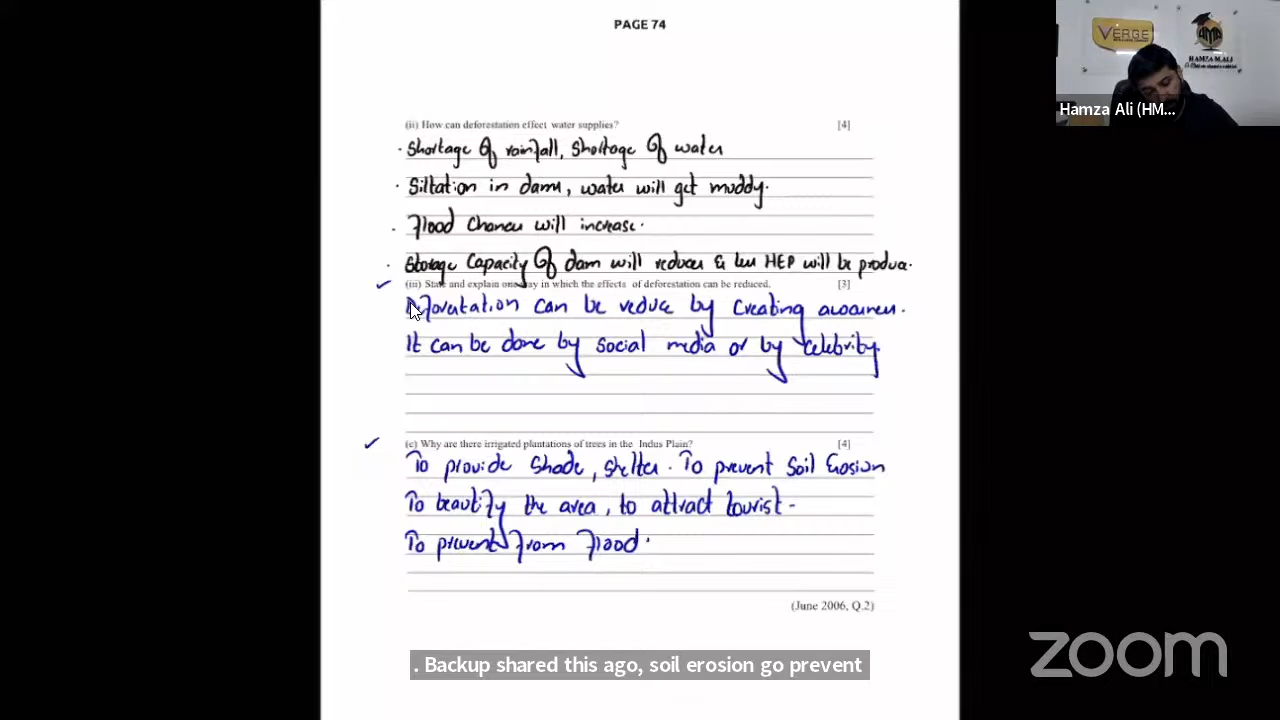 PAGE 74
VERGE
HAMZA M.ALI
Hamza Ali (HM...
(ii) How can deforestation effect water supplies? [4]
· Shortage of rainfall, Shortage of water
· Siltation in dams, water will get muddy.
· Flood Chances will increase.
· Storage Capacity of dam will reduces & less HEP will be produce.
(iii) State and explain one way in which the effects of deforestation can be reduced. [3]
Deforestation can be reduce by Creating awareness.
It can be done by social media or by celebrity.
(c) Why are there irrigated plantations of trees in the Indus Plain? [4]
To provide Shade, Shelter. To prevent Soil Erosion
To beautify the area, to attract tourist.
To prevent from Flood.
(June 2006, Q.2)
. Backup shared this ago, soil erosion go prevent
zoom